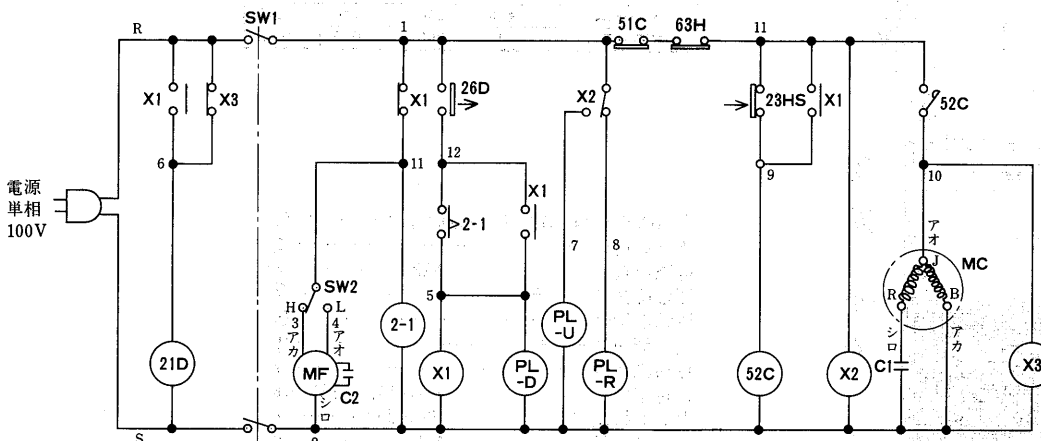 SW1
R
1
51C
63H
11
X1
X3
X1
26D
X2
23HS
X1
52C
6
11
12
9
10
電源
単相
100V
2-1
X1
7
8
アオ
J
MC
R
B
SW2
H
L
3
アカ
4
アオ
5
シロ
アカ
21D
MF
C2
シロ
2-1
X1
PL
-D
PL
-U
PL
-R
52C
X2
C1
X3
S